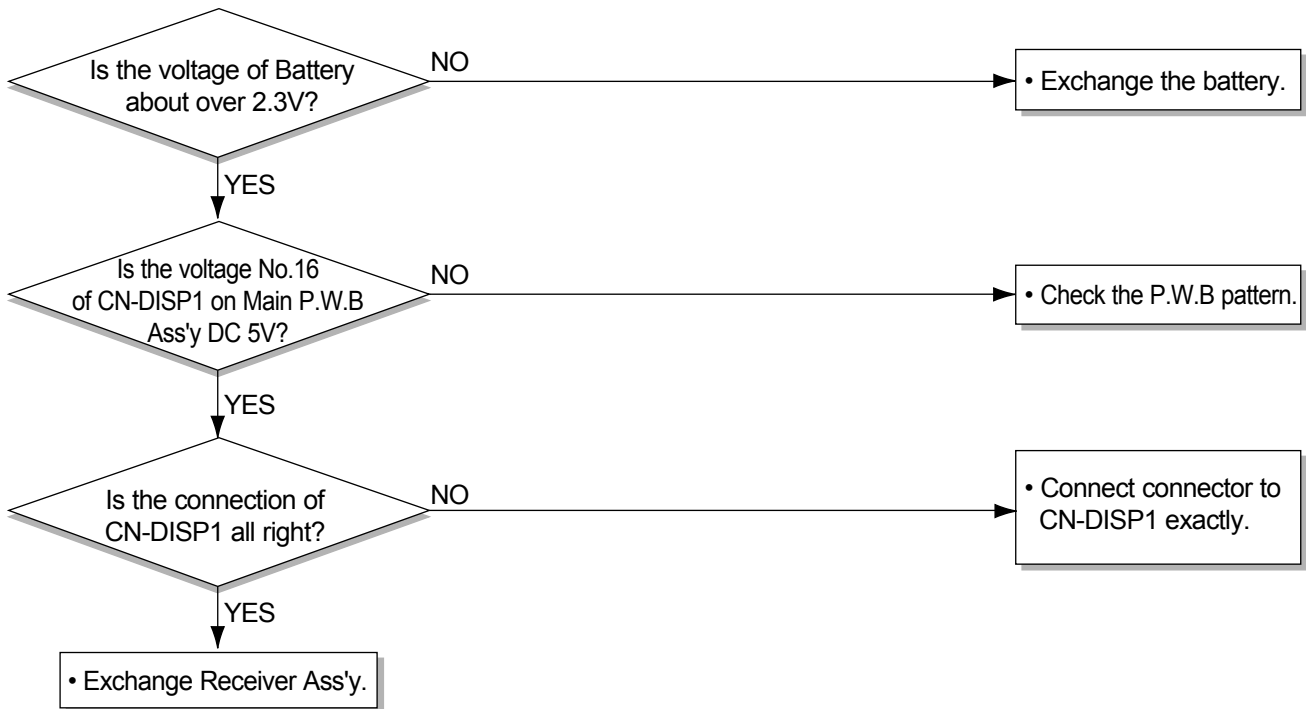 Is the voltage of Battery
about over 2.3V?
NO
• Exchange the battery.
YES
Is the voltage No.16
of CN-DISP1 on Main P.W.B
Ass'y DC 5V?
NO
• Check the P.W.B pattern.
YES
Is the connection of
CN-DISP1 all right?
NO
• Connect connector to
CN-DISP1 exactly.
YES
• Exchange Receiver Ass'y.